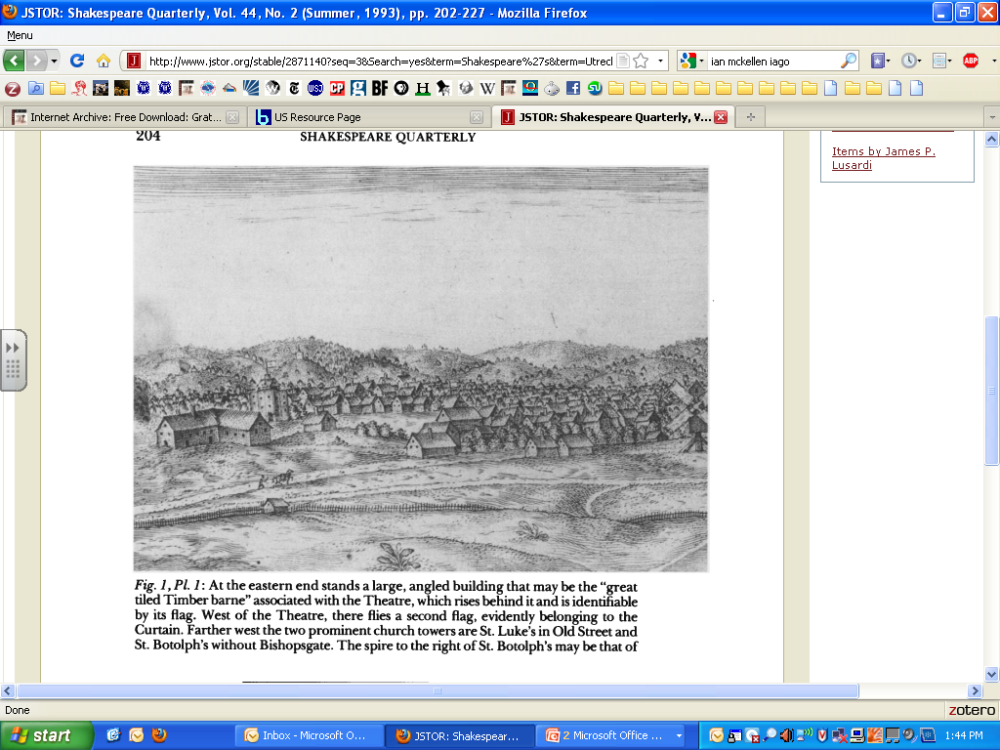 JSTOR: Shakespeare Quarterly, Vol. 44, No. 2 (Summer, 1993), pp. 202-227 - Mozilla Firefox
Menu
http://www.jstor.org/stable/2871140?seq=3&Search=yes&term=Shakespeare%27s&term=Utrecl
ian mckellen iago
ABP
Internet Archive: Free Download: Grat...
US Resource Page
JSTOR: Shakespeare Quarterly, V...
204 SHAKESPEARE QUARTERLY
Items by James P.
Lusardi
Fig. 1, Pl. 1: At the eastern end stands a large, angled building that may be the "great
tiled Timber barne" associated with the Theatre, which rises behind it and is identifiable
by its flag. West of the Theatre, there flies a second flag, evidently belonging to the
Curtain. Farther west the two prominent church towers are St. Luke's in Old Street and
St. Botolph's without Bishopsgate. The spire to the right of St. Botolph's may be that of
Done
zotero
start
Inbox - Microsoft O...
JSTOR: Shakespear...
2 Microsoft Office ...
1:44 PM